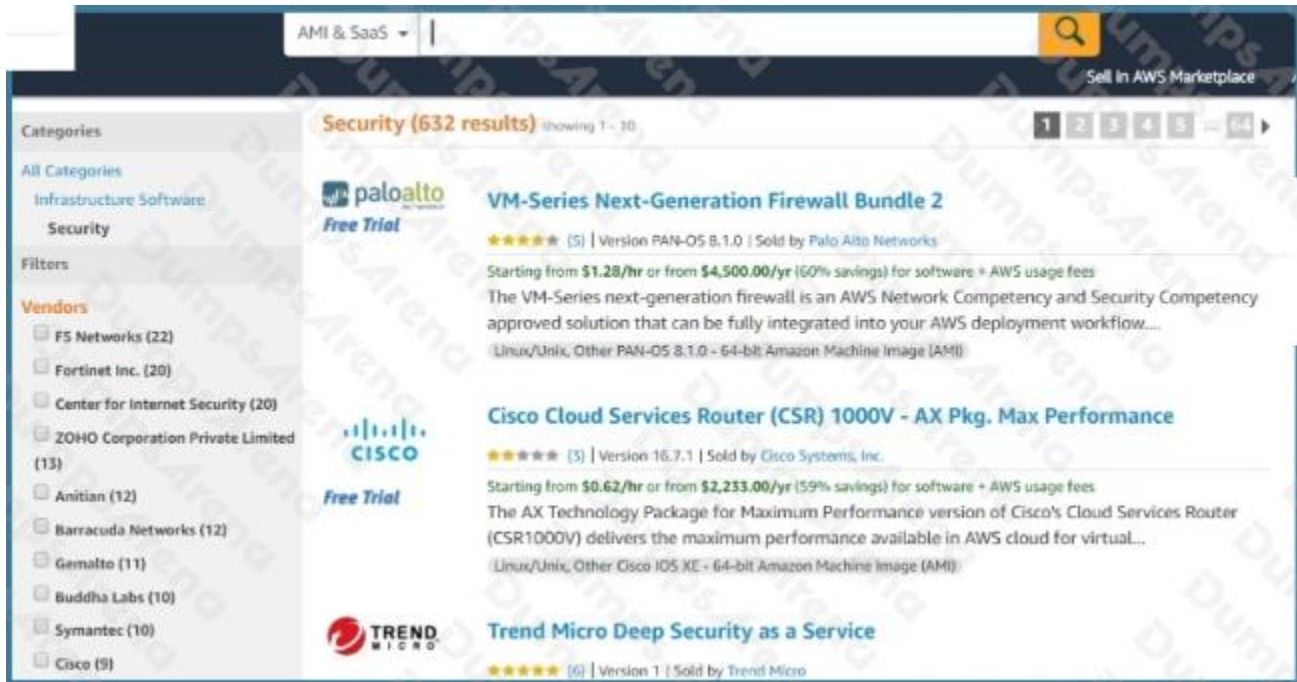 AMI & SaaS
Sell in AWS Marketplace
Categories
All Categories
Infrastructure Software
Security
Filters
Vendors
F5 Networks (22)
Fortinet Inc. (20)
Center for Internet Security (20)
ZOHO Corporation Private Limited
(13)
Anitian (12)
Barracuda Networks (12)
Gemalto (11)
Buddha Labs (10)
Symantec (10)
Cisco (9)
Security (632 results) showing 1 - 10
1 2 3 4 5 ... 64
paloalto
Free Trial
VM-Series Next-Generation Firewall Bundle 2
(5) | Version PAN-OS 8.1.0 | Sold by Palo Alto Networks
Starting from $1.28/hr or from $4,500.00/yr (60% savings) for software + AWS usage fees
The VM-Series next-generation firewall is an AWS Network Competency and Security Competency
approved solution that can be fully integrated into your AWS deployment workflow....
Linux/Unix, Other PAN-OS 8.1.0 - 64-bit Amazon Machine Image (AMI)
CISCO
Free Trial
Cisco Cloud Services Router (CSR) 1000V - AX Pkg. Max Performance
(3) | Version 16.7.1 | Sold by Cisco Systems, Inc.
Starting from $0.62/hr or from $2,233.00/yr (59% savings) for software + AWS usage fees
The AX Technology Package for Maximum Performance version of Cisco's Cloud Services Router
(CSR1000V) delivers the maximum performance available in AWS cloud for virtual...
Linux/Unix, Other Cisco IOS XE - 64-bit Amazon Machine Image (AMI)
TREND
MICRO
Trend Micro Deep Security as a Service
(6) | Version 1 | Sold by Trend Micro
DumpsArena